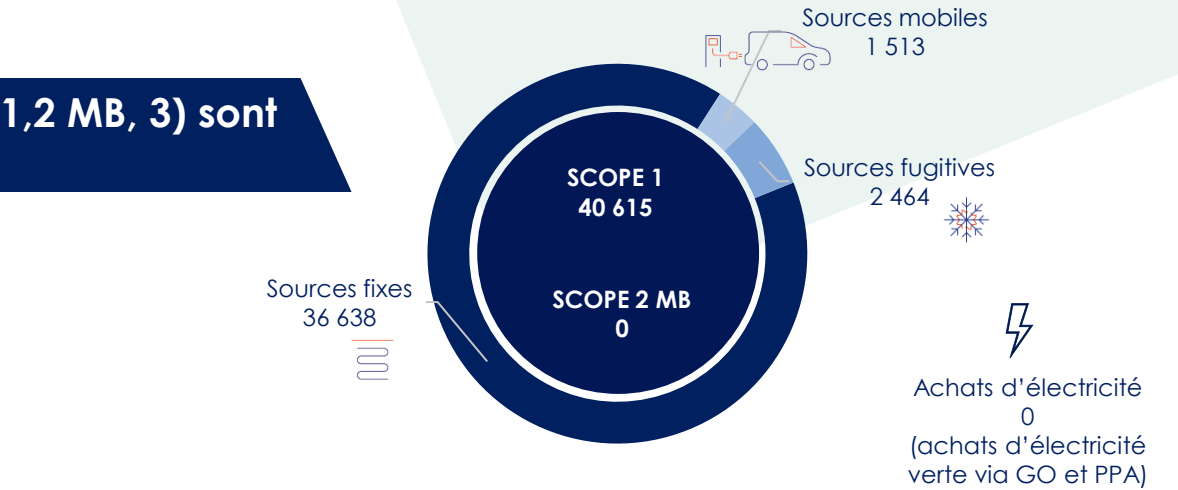 Sources mobiles
1 513
1,2 MB, 3) sont
SCOPE 1
40 615
Sources fugitives
2 464
Sources fixes
36 638
SCOPE 2 MB
0
Achats d’électricité
0
(achats d’électricité
verte via GO et PPA)